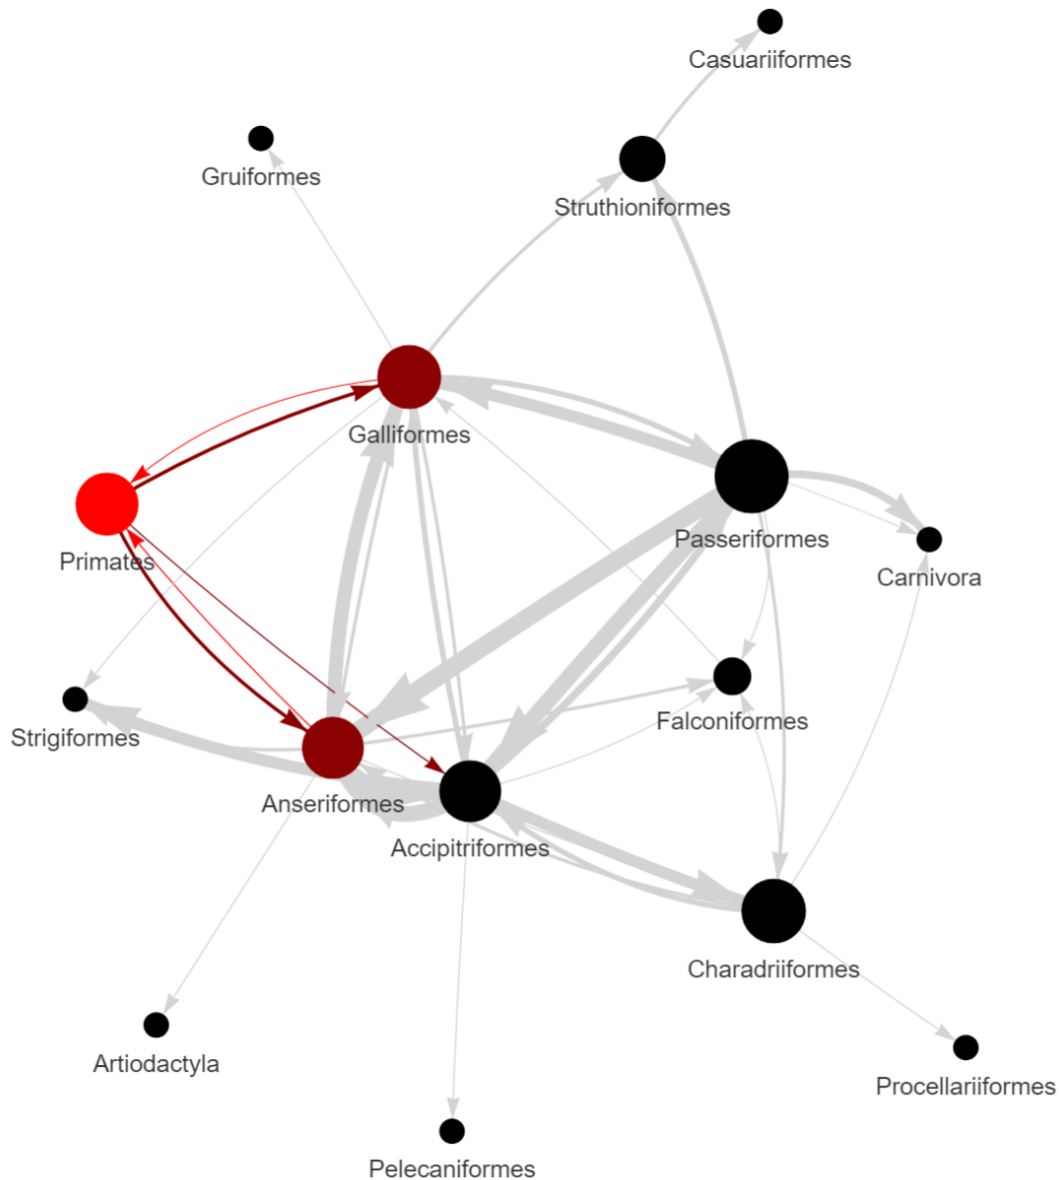 Casuariiformes
Gruiformes
Struthioniformes
Galliformes
Passeriformes
Primates
Carnivora
Falconiformes
Strigiformes
Anseriformes
Accipitriformes
Charadriiformes
Artiodactyla
Procellariiformes
Pelecaniformes